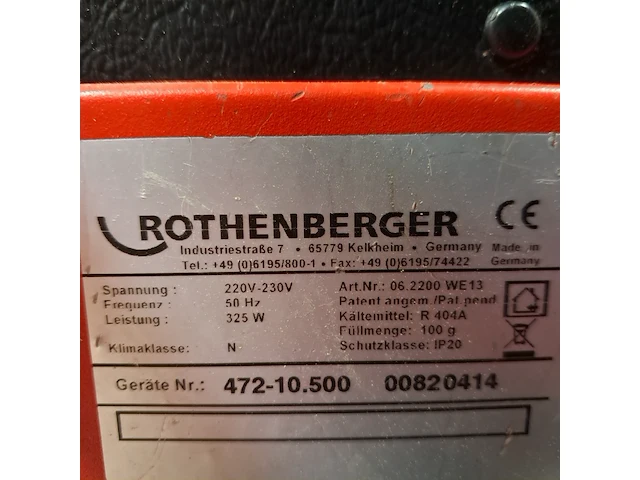 ROTHENBERGER CE
Industriestraße 7 • 65779 Kelkheim • Germany Made in
Tel.: +49 (0)6195/800-1 • Fax: +49 (0)6195/74422 Germany
Spannung : 220V-230V Art.Nr.: 06.2200 WE13
Frequenz : 50 Hz Patent angem./Pat.pend
Leistung : 325 W Kältemittel: R 404A
Füllmenge: 100 g
Klimaklasse: N Schutzklasse: IP20
Geräte Nr.: 472-10.500 00820414